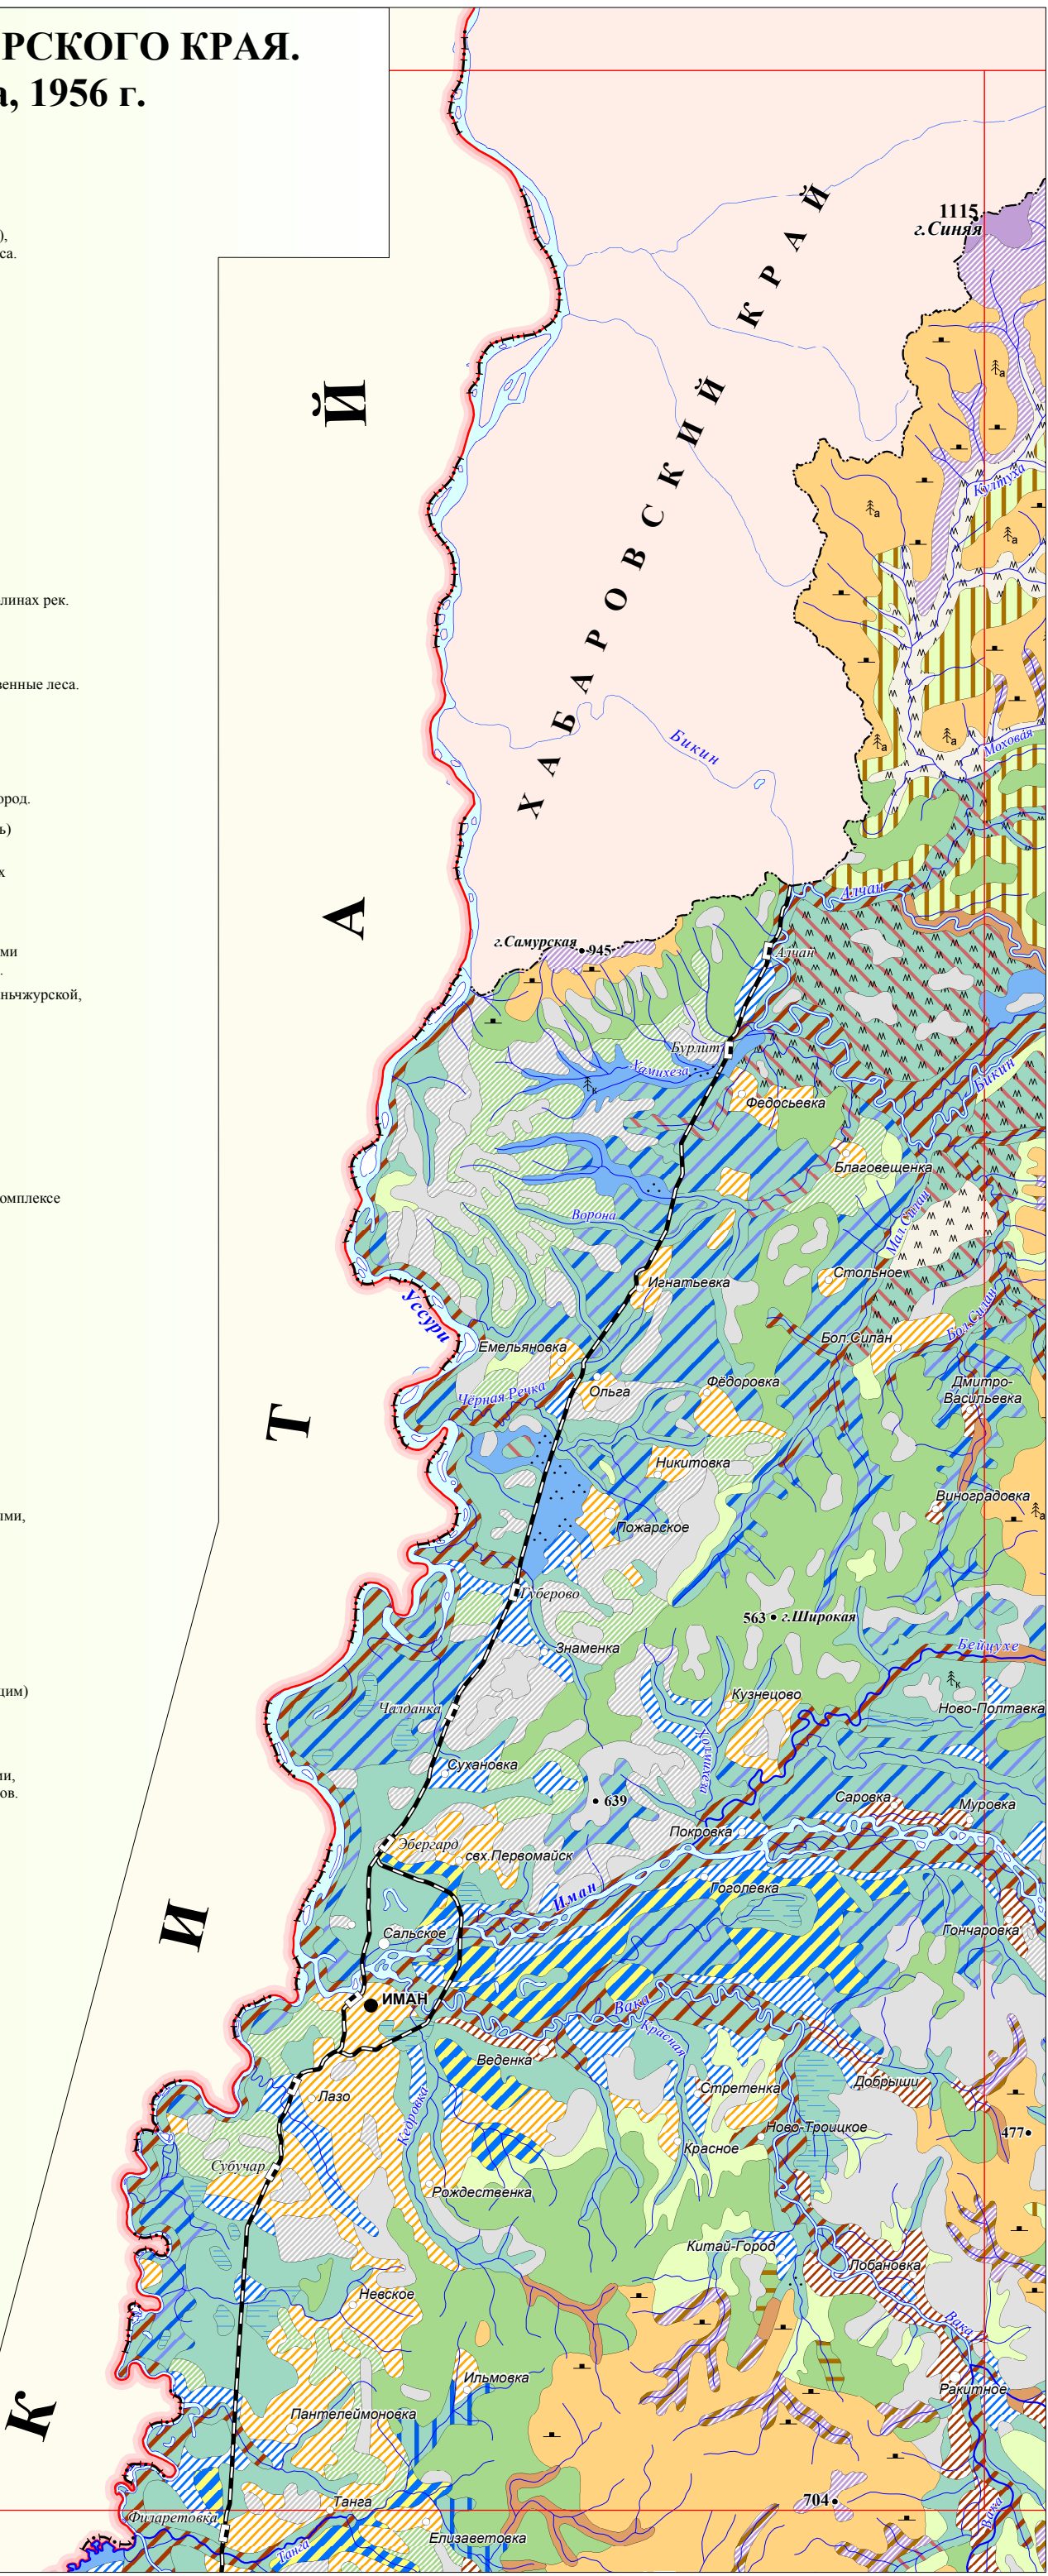 РСКОГО КРАЯ.
а, 1956 г.
),
са.
линах рек.
венные леса.
ород.
ь)
х
ми
.
ньчжурской,
омплексе
ыми,
щим)
ии,
ов.
КИТАЙ
ХАБАРОВСКИЙ КРАЙ
1115
г.Синяя
Култуха
а
а
а
а
а
Моховая
Бикин
Алчан
г.Самурская
945
Алчан
Бурлит
Хамихеза
к
Федосьевка
Бикин
Благовещенка
Ворона
Мал.Силан
Стольное
Игнатьевка
Уссури
Бол.Силан
Бол.Силан
Емельяновка
Чёрная Речка
Ольга
Фёдоровка
Дмитро-
Васильевка
Никитовка
Виноградовка
а
Пожарское
Губерово
563
г.Широкая
Знаменка
Бейцухе
к
Кузнецово
Ново-Полтавка
Чалданка
Холмихеза
Сухановка
639
Саровка
Муровка
Покровка
Эбергард
свх.Первомайск
Иман
Гоголевка
Сальское
Гончаровка
ИМАН
Вака
Красная
Веденка
Лазо
Кедровка
Стретенка
Добрыши
Ново-Троицкое
477
Красное
Субучар
Рождественка
Китай-Город
Лобановка
Невское
Вака
Ильмовка
Ракитное
Пантелеймоновка
704
Танга
Вака
Филаретовка
Елизаветовка
Танга